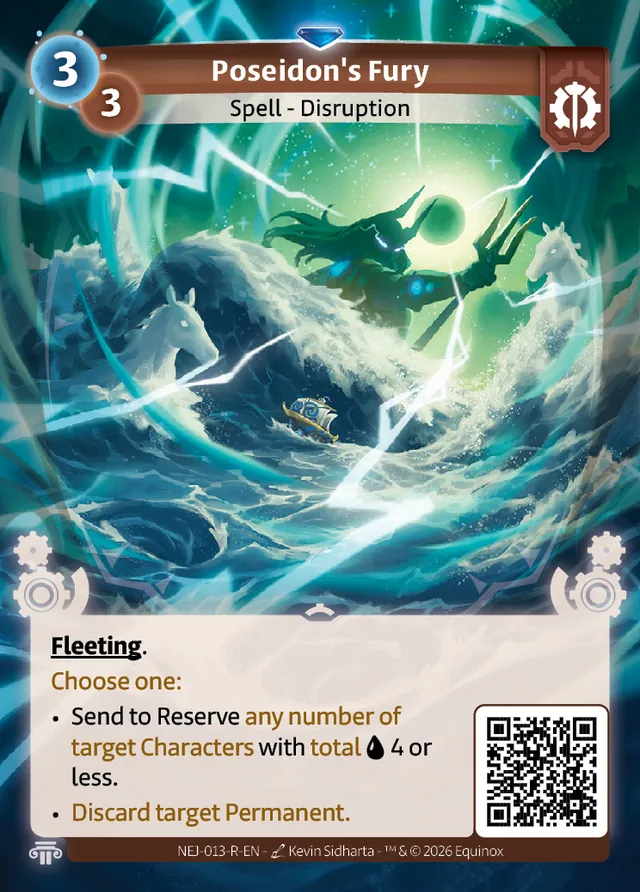 3
Poseidon's Fury
3
Spell - Disruption
Fleeting.
Choose one:
• Send to Reserve any number of
target Characters with total 4 or
less.
• Discard target Permanent.
NEJ-013-R-EN - Kevin Sidharta - ™ & © 2026 Equinox